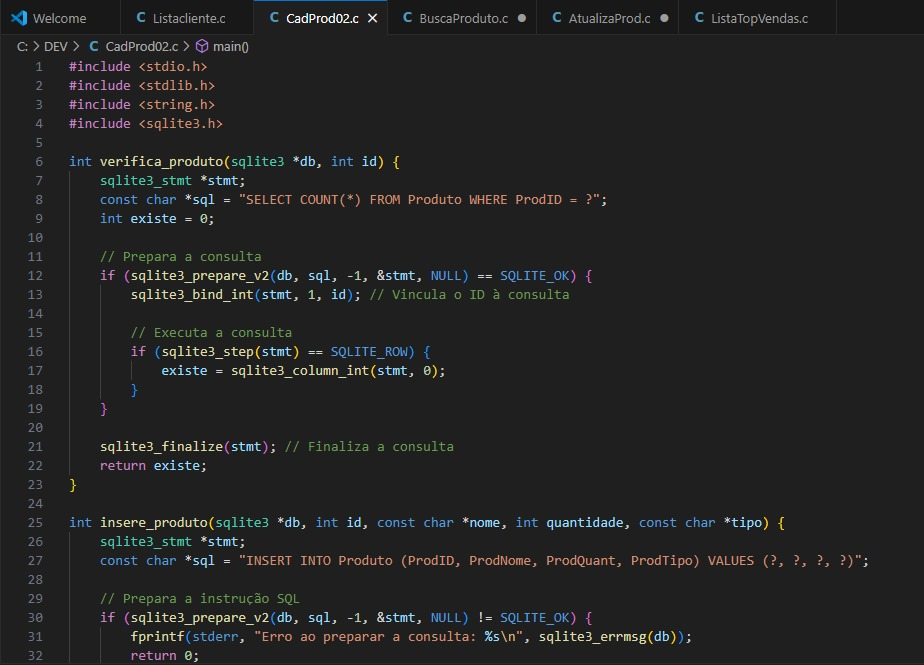 Welcome
C Listacliente.c
C CadProd02.c ✕
C BuscaProduto.c ●
C AtualizaProd.c ●
C ListaTopVendas.c
C: > DEV > C CadProd02.c > main()
1 #include <stdio.h>
2 #include <stdlib.h>
3 #include <string.h>
4 #include <sqlite3.h>
5
6 int verifica_produto(sqlite3 *db, int id) {
7     sqlite3_stmt *stmt;
8     const char *sql = "SELECT COUNT(*) FROM Produto WHERE ProdID = ?";
9     int existe = 0;
10
11     // Prepara a consulta
12     if (sqlite3_prepare_v2(db, sql, -1, &stmt, NULL) == SQLITE_OK) {
13         sqlite3_bind_int(stmt, 1, id); // Vincula o ID à consulta
14
15         // Executa a consulta
16         if (sqlite3_step(stmt) == SQLITE_ROW) {
17             existe = sqlite3_column_int(stmt, 0);
18         }
19     }
20
21     sqlite3_finalize(stmt); // Finaliza a consulta
22     return existe;
23 }
24
25 int insere_produto(sqlite3 *db, int id, const char *nome, int quantidade, const char *tipo) {
26     sqlite3_stmt *stmt;
27     const char *sql = "INSERT INTO Produto (ProdID, ProdNome, ProdQuant, ProdTipo) VALUES (?, ?, ?, ?)";
28
29     // Prepara a instrução SQL
30     if (sqlite3_prepare_v2(db, sql, -1, &stmt, NULL) != SQLITE_OK) {
31         fprintf(stderr, "Erro ao preparar a consulta: %s\n", sqlite3_errmsg(db));
32         return 0;